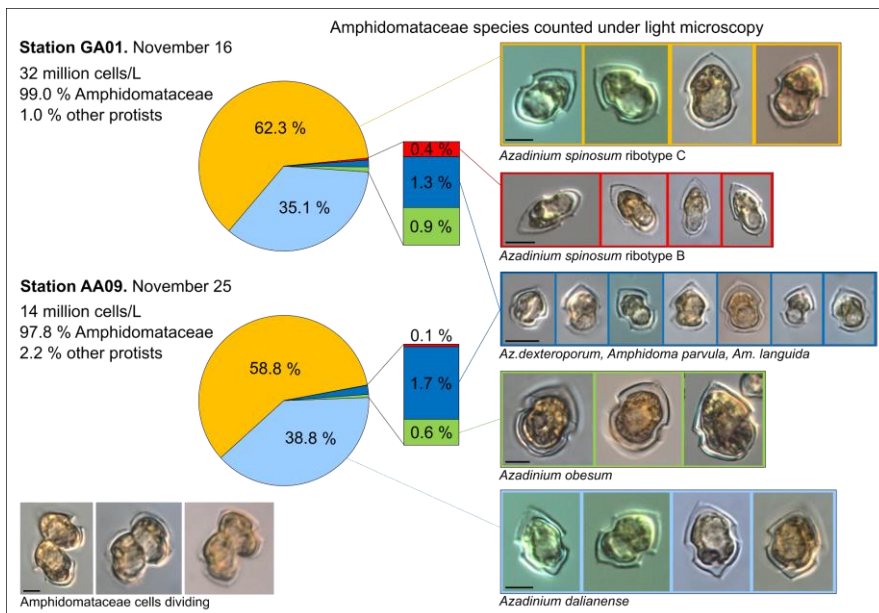 Amphidomataceae species counted under light microscopy
Station GA01. November 16
32 million cells/L
99.0 % Amphidomataceae
1.0 % other protists
62.3 %
35.1 %
0.4 %
1.3 %
0.9 %
Azadinium spinosum ribotype C
Azadinium spinosum ribotype B
Station AA09. November 25
14 million cells/L
97.8 % Amphidomataceae
2.2 % other protists
58.8 %
38.8 %
0.1 %
1.7 %
0.6 %
Az.dexteroporum, Amphidoma parvula, Am. languida
Azadinium obesum
Azadinium dalianense
Amphidomataceae cells dividing